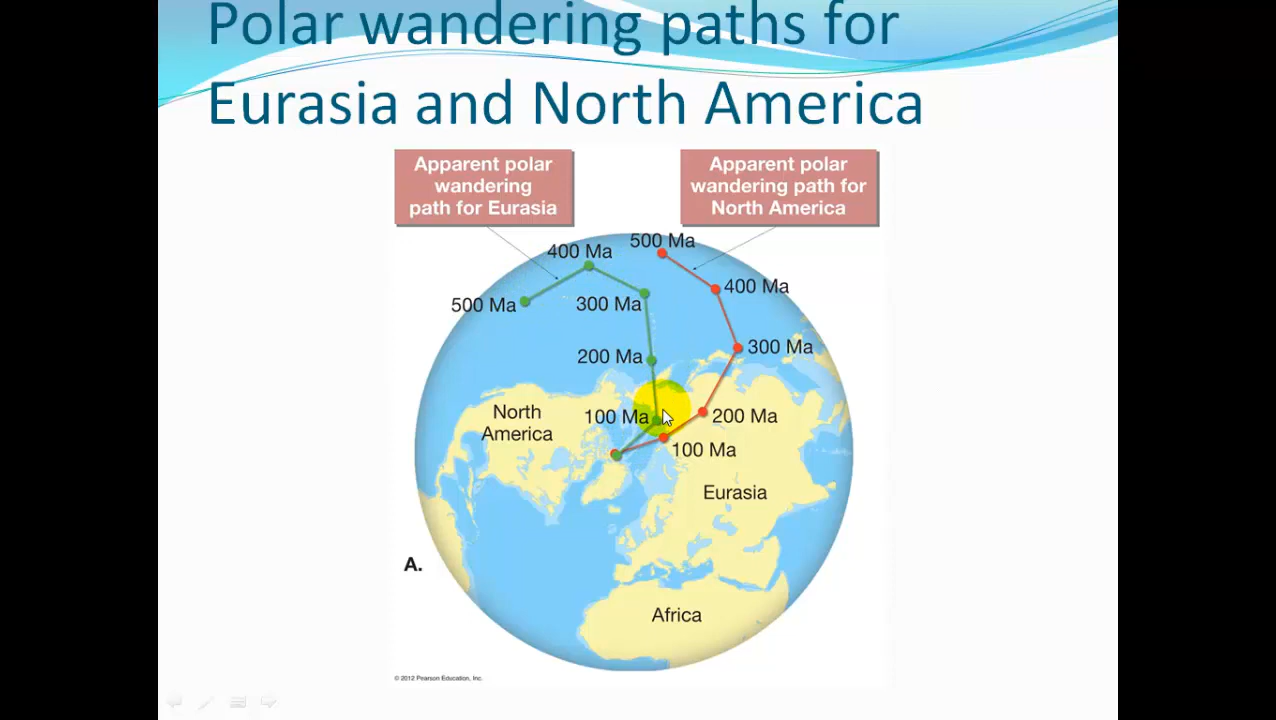 Polar wandering paths for
Eurasia and North America
Apparent polar
wandering
path for Eurasia
Apparent polar
wandering path for
North America
500 Ma
400 Ma
400 Ma
500 Ma
300 Ma
300 Ma
200 Ma
North
America
100 Ma
200 Ma
100 Ma
Eurasia
A.
Africa
© 2012 Pearson Education, Inc.